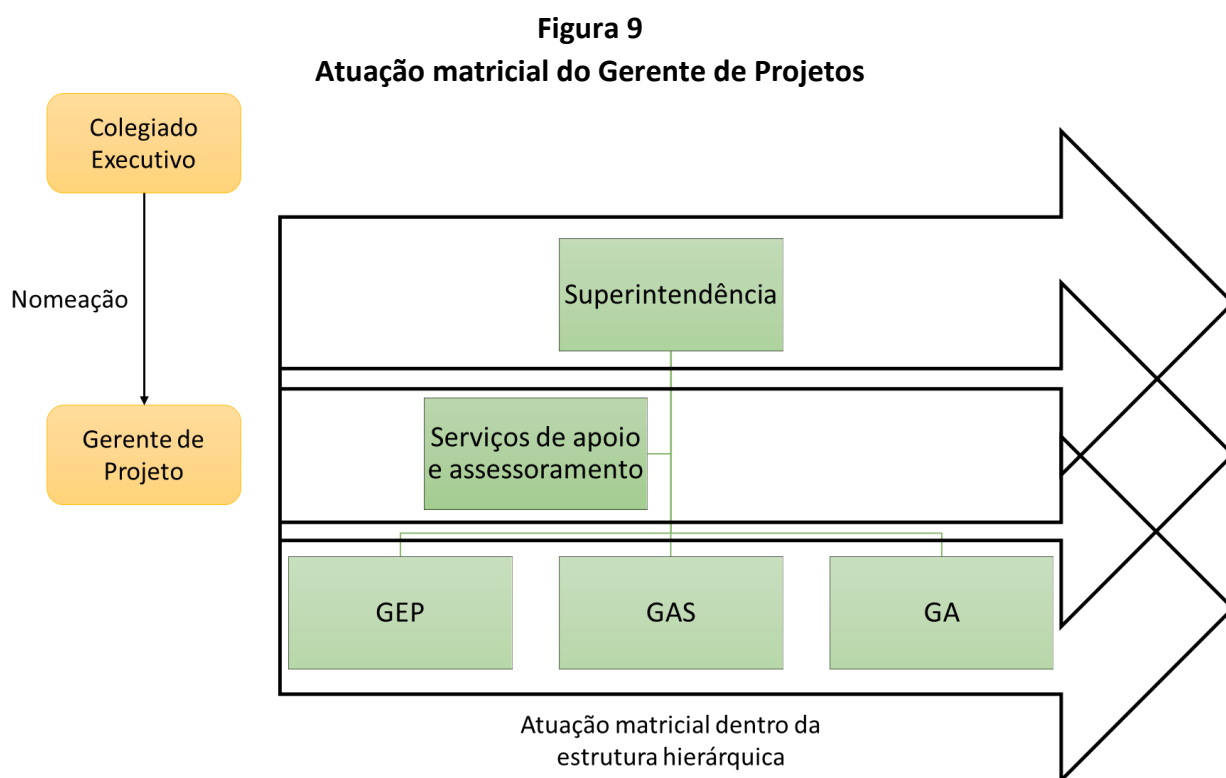 Figura 9
Atuação matricial do Gerente de Projetos
Colegiado
Executivo
Nomeação
Gerente de
Projeto
Superintendência
Serviços de apoio
e assessoramento
GEP
GAS
GA
Atuação matricial dentro da
estrutura hierárquica